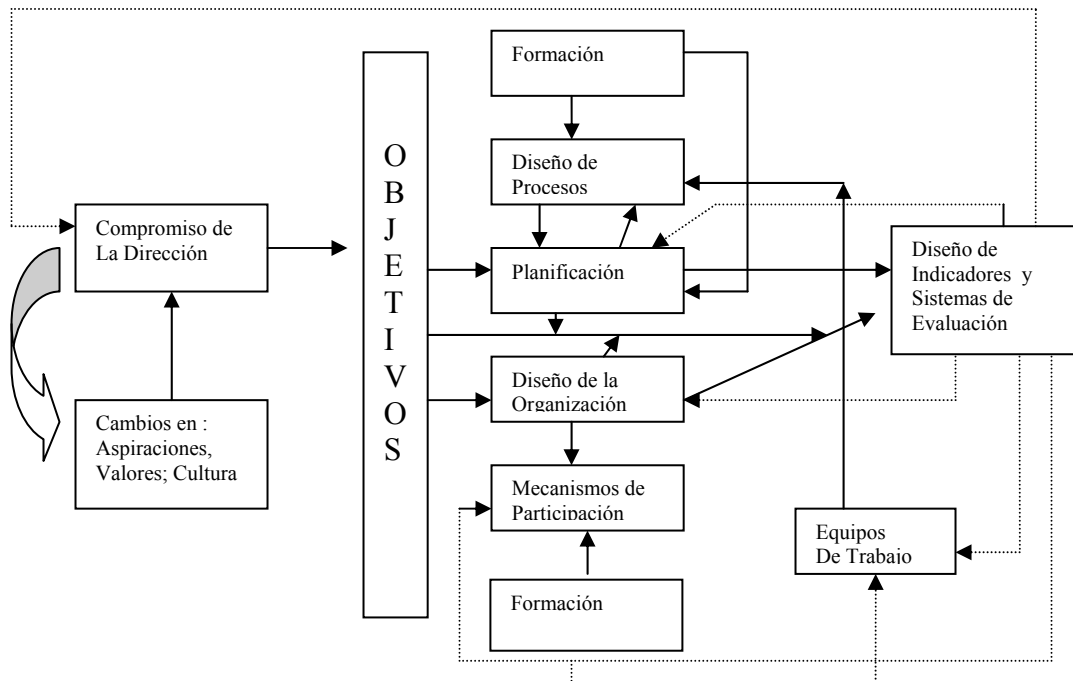 Formación
Diseño de
Procesos
Compromiso de
La Dirección
O
B
J
E
T
I
V
O
S
Planificación
Diseño de
Indicadores y
Sistemas de
Evaluación
Diseño de la
Organización
Cambios en :
Aspiraciones,
Valores; Cultura
Mecanismos de
Participación
Equipos
De Trabajo
Formación